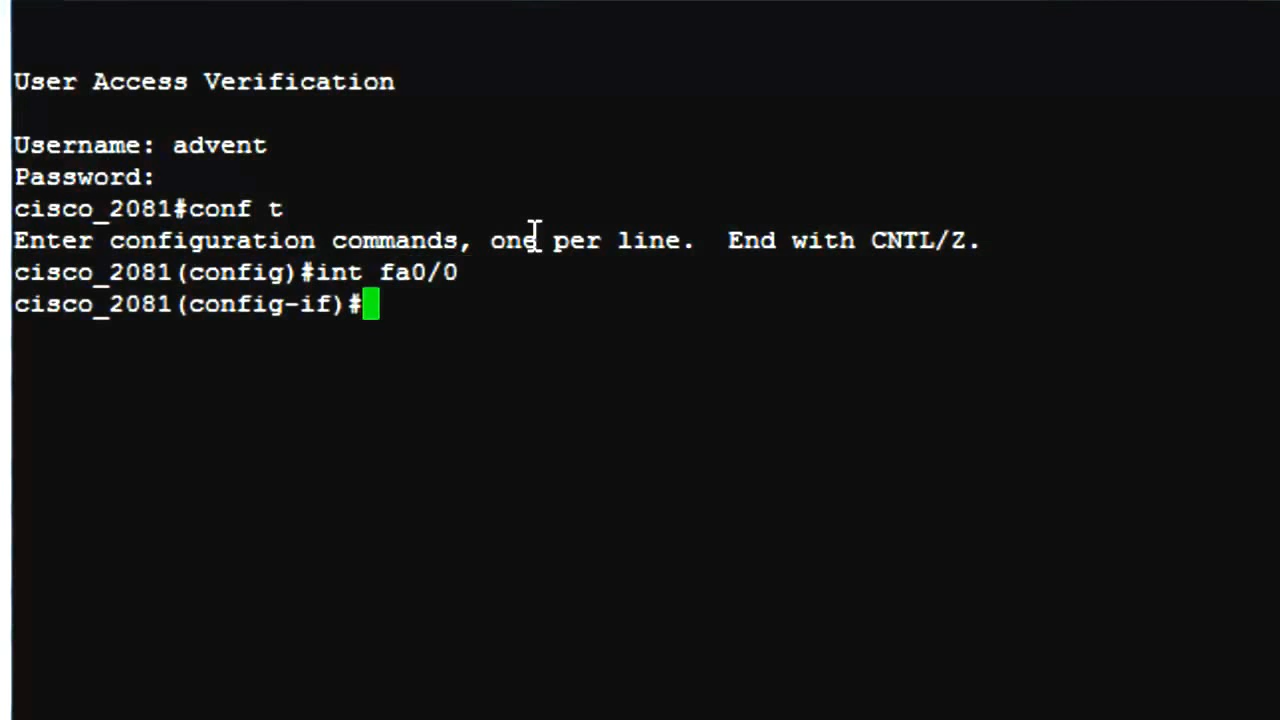 User Access Verification
Username: advent
Password:
cisco_2081#conf t
Enter configuration commands, one per line.  End with CNTL/Z.
cisco_2081(config)#int fa0/0
cisco_2081(config-if)#